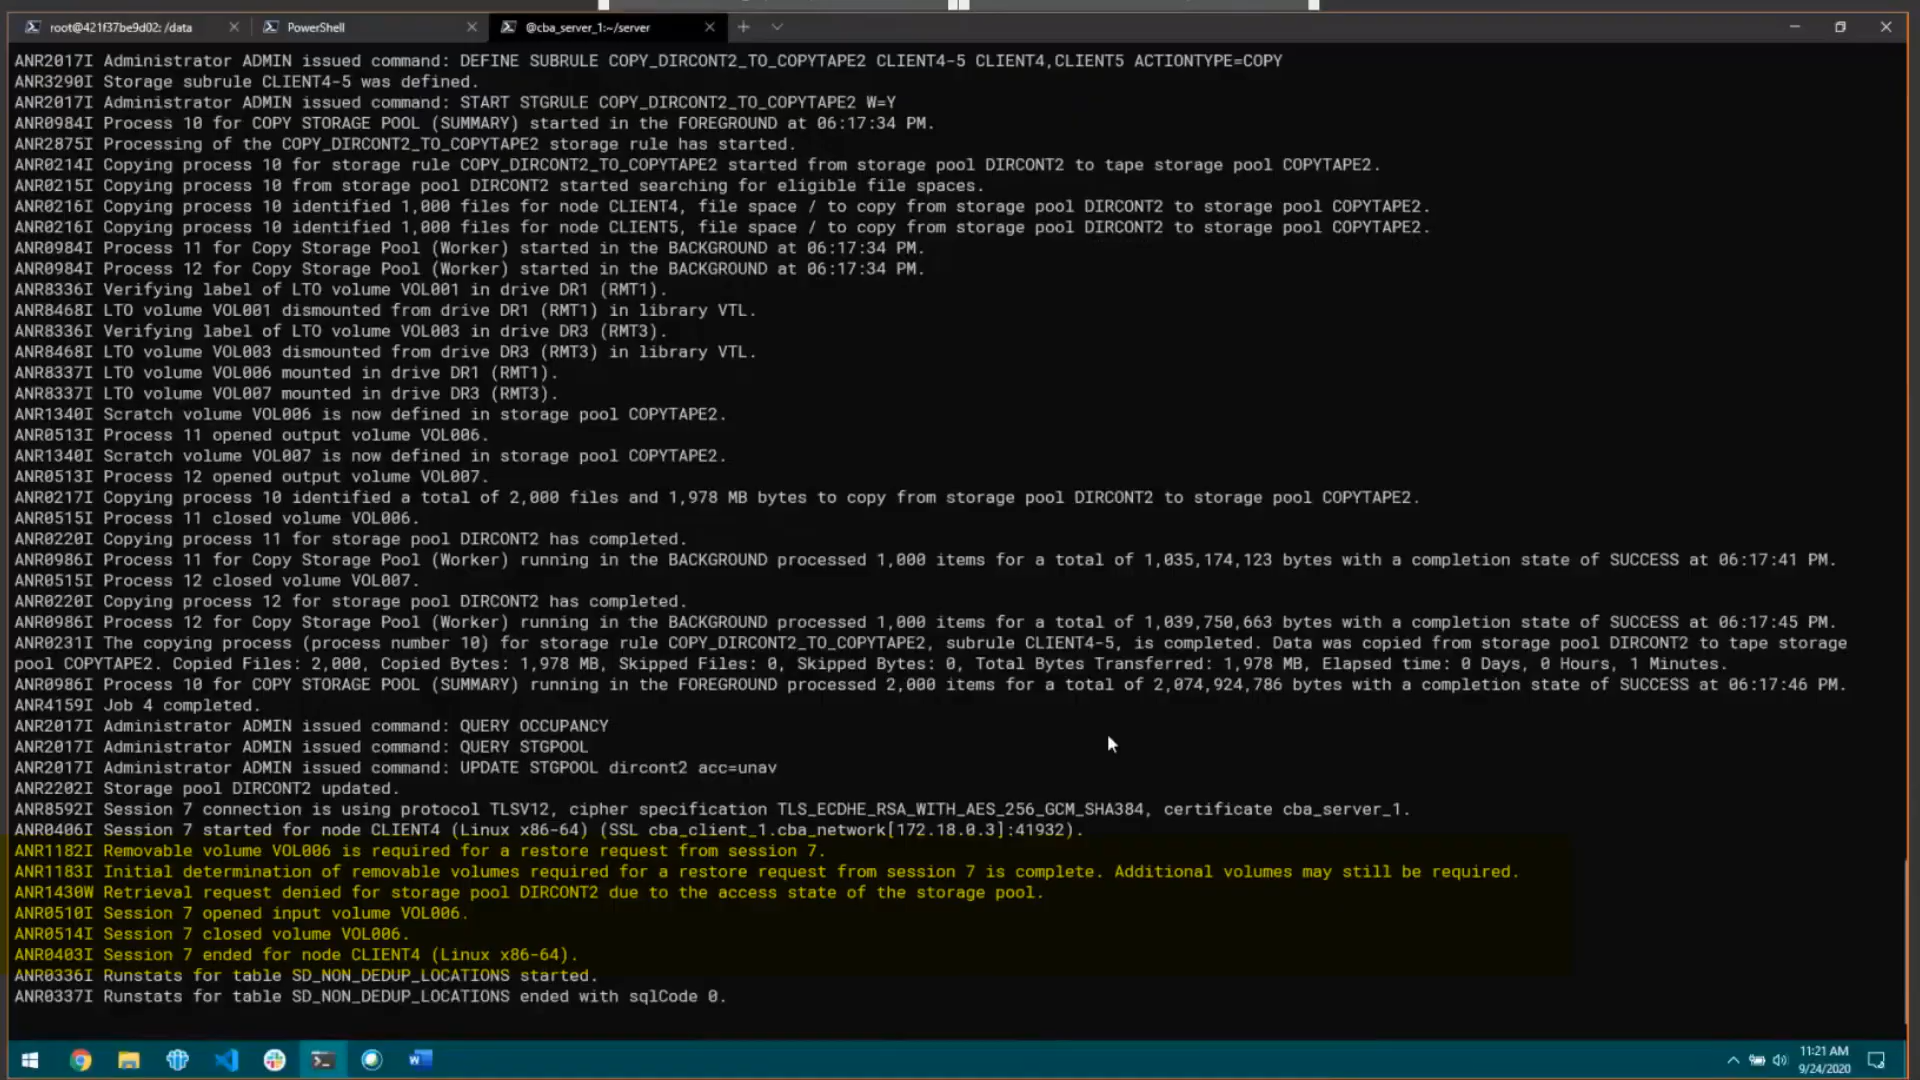 root@421f37be9d02: /data
PowerShell
@cba_server_1:~/server
ANR2017I Administrator ADMIN issued command: DEFINE SUBRULE COPY_DIRCONT2_TO_COPYTAPE2 CLIENT4-5 CLIENT4,CLIENT5 ACTIONTYPE=COPY
ANR3290I Storage subrule CLIENT4-5 was defined.
ANR2017I Administrator ADMIN issued command: START STGRULE COPY_DIRCONT2_TO_COPYTAPE2 W=Y
ANR0984I Process 10 for COPY STORAGE POOL (SUMMARY) started in the FOREGROUND at 06:17:34 PM.
ANR2875I Processing of the COPY_DIRCONT2_TO_COPYTAPE2 storage rule has started.
ANR0214I Copying process 10 for storage rule COPY_DIRCONT2_TO_COPYTAPE2 started from storage pool DIRCONT2 to tape storage pool COPYTAPE2.
ANR0215I Copying process 10 from storage pool DIRCONT2 started searching for eligible file spaces.
ANR0216I Copying process 10 identified 1,000 files for node CLIENT4, file space / to copy from storage pool DIRCONT2 to storage pool COPYTAPE2.
ANR0216I Copying process 10 identified 1,000 files for node CLIENT5, file space / to copy from storage pool DIRCONT2 to storage pool COPYTAPE2.
ANR0984I Process 11 for Copy Storage Pool (Worker) started in the BACKGROUND at 06:17:34 PM.
ANR0984I Process 12 for Copy Storage Pool (Worker) started in the BACKGROUND at 06:17:34 PM.
ANR8336I Verifying label of LTO volume VOL001 in drive DR1 (RMT1).
ANR8468I LTO volume VOL001 dismounted from drive DR1 (RMT1) in library VTL.
ANR8336I Verifying label of LTO volume VOL003 in drive DR3 (RMT3).
ANR8468I LTO volume VOL003 dismounted from drive DR3 (RMT3) in library VTL.
ANR8337I LTO volume VOL006 mounted in drive DR1 (RMT1).
ANR8337I LTO volume VOL007 mounted in drive DR3 (RMT3).
ANR1340I Scratch volume VOL006 is now defined in storage pool COPYTAPE2.
ANR0513I Process 11 opened output volume VOL006.
ANR1340I Scratch volume VOL007 is now defined in storage pool COPYTAPE2.
ANR0513I Process 12 opened output volume VOL007.
ANR0217I Copying process 10 identified a total of 2,000 files and 1,978 MB bytes to copy from storage pool DIRCONT2 to storage pool COPYTAPE2.
ANR0515I Process 11 closed volume VOL006.
ANR0220I Copying process 11 for storage pool DIRCONT2 has completed.
ANR0986I Process 11 for Copy Storage Pool (Worker) running in the BACKGROUND processed 1,000 items for a total of 1,035,174,123 bytes with a completion state of SUCCESS at 06:17:41 PM.
ANR0515I Process 12 closed volume VOL007.
ANR0220I Copying process 12 for storage pool DIRCONT2 has completed.
ANR0986I Process 12 for Copy Storage Pool (Worker) running in the BACKGROUND processed 1,000 items for a total of 1,039,750,663 bytes with a completion state of SUCCESS at 06:17:45 PM.
ANR0231I The copying process (process number 10) for storage rule COPY_DIRCONT2_TO_COPYTAPE2, subrule CLIENT4-5, is completed. Data was copied from storage pool DIRCONT2 to tape storage
pool COPYTAPE2. Copied Files: 2,000, Copied Bytes: 1,978 MB, Skipped Files: 0, Skipped Bytes: 0, Total Bytes Transferred: 1,978 MB, Elapsed time: 0 Days, 0 Hours, 1 Minutes.
ANR0986I Process 10 for COPY STORAGE POOL (SUMMARY) running in the FOREGROUND processed 2,000 items for a total of 2,074,924,786 bytes with a completion state of SUCCESS at 06:17:46 PM.
ANR4159I Job 4 completed.
ANR2017I Administrator ADMIN issued command: QUERY OCCUPANCY
ANR2017I Administrator ADMIN issued command: QUERY STGPOOL
ANR2017I Administrator ADMIN issued command: UPDATE STGPOOL dircont2 acc=unav
ANR2202I Storage pool DIRCONT2 updated.
ANR8592I Session 7 connection is using protocol TLSV12, cipher specification TLS_ECDHE_RSA_WITH_AES_256_GCM_SHA384, certificate cba_server_1.
ANR0406I Session 7 started for node CLIENT4 (Linux x86-64) (SSL cba_client_1.cba_network[172.18.0.3]:41932).
ANR1182I Removable volume VOL006 is required for a restore request from session 7.
ANR1183I Initial determination of removable volumes required for a restore request from session 7 is complete. Additional volumes may still be required.
ANR1430W Retrieval request denied for storage pool DIRCONT2 due to the access state of the storage pool.
ANR0510I Session 7 opened input volume VOL006.
ANR0514I Session 7 closed volume VOL006.
ANR0403I Session 7 ended for node CLIENT4 (Linux x86-64).
ANR0336I Runstats for table SD_NON_DEDUP_LOCATIONS started.
ANR0337I Runstats for table SD_NON_DEDUP_LOCATIONS ended with sqlCode 0.
11:21 AM
9/24/2020